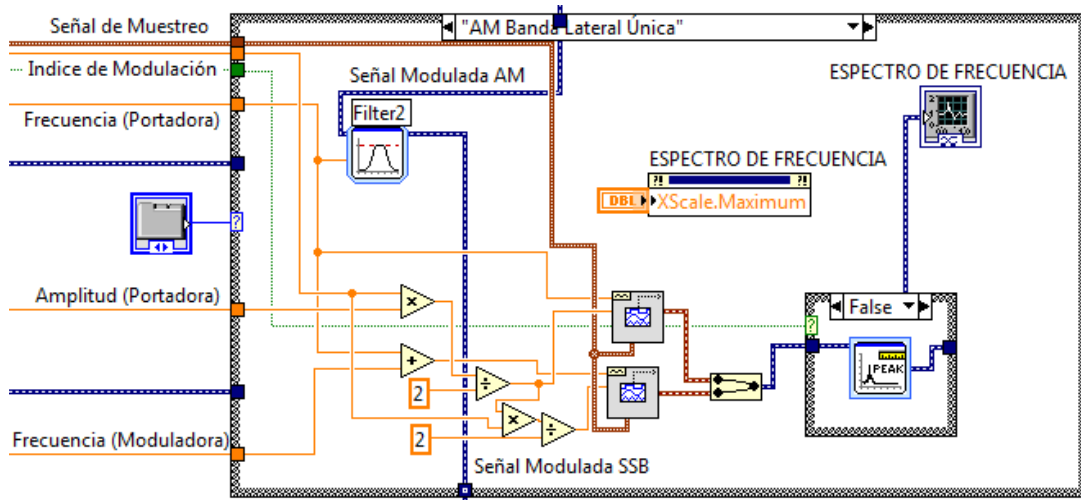 Señal de Muestreo
"AM Banda Lateral Única"
Indice de Modulación
Señal Modulada AM
ESPECTRO DE FRECUENCIA
Filter2
Frecuencia (Portadora)
ESPECTRO DE FRECUENCIA
?! ?!
DBL XScale.Maximum
?
Amplitud (Portadora)
False
?
PEAK
2
2
Frecuencia (Moduladora)
Señal Modulada SSB